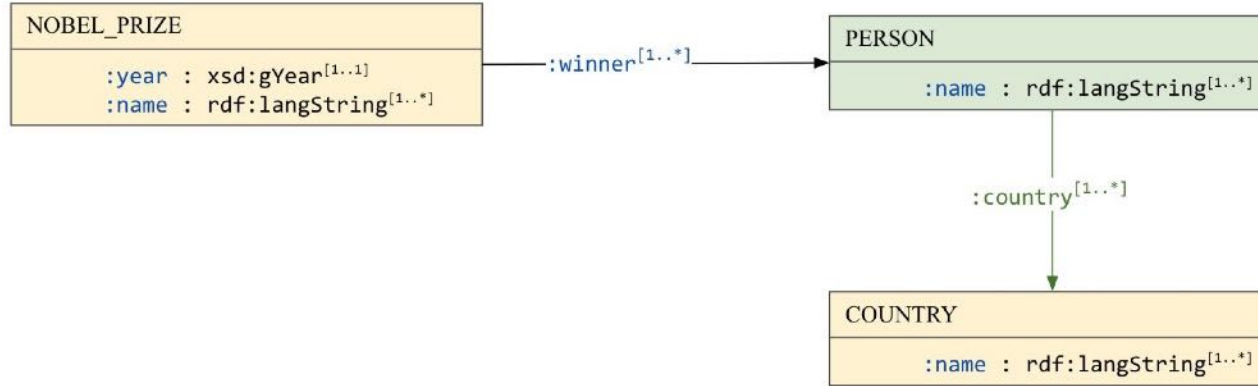 NOBEL_PRIZE
:year : xsd:gYear[1..1]
:name : rdf:langString[1..*]
:winner[1..*]
PERSON
:name : rdf:langString[1..*]
:country[1..*]
COUNTRY
:name : rdf:langString[1..*]